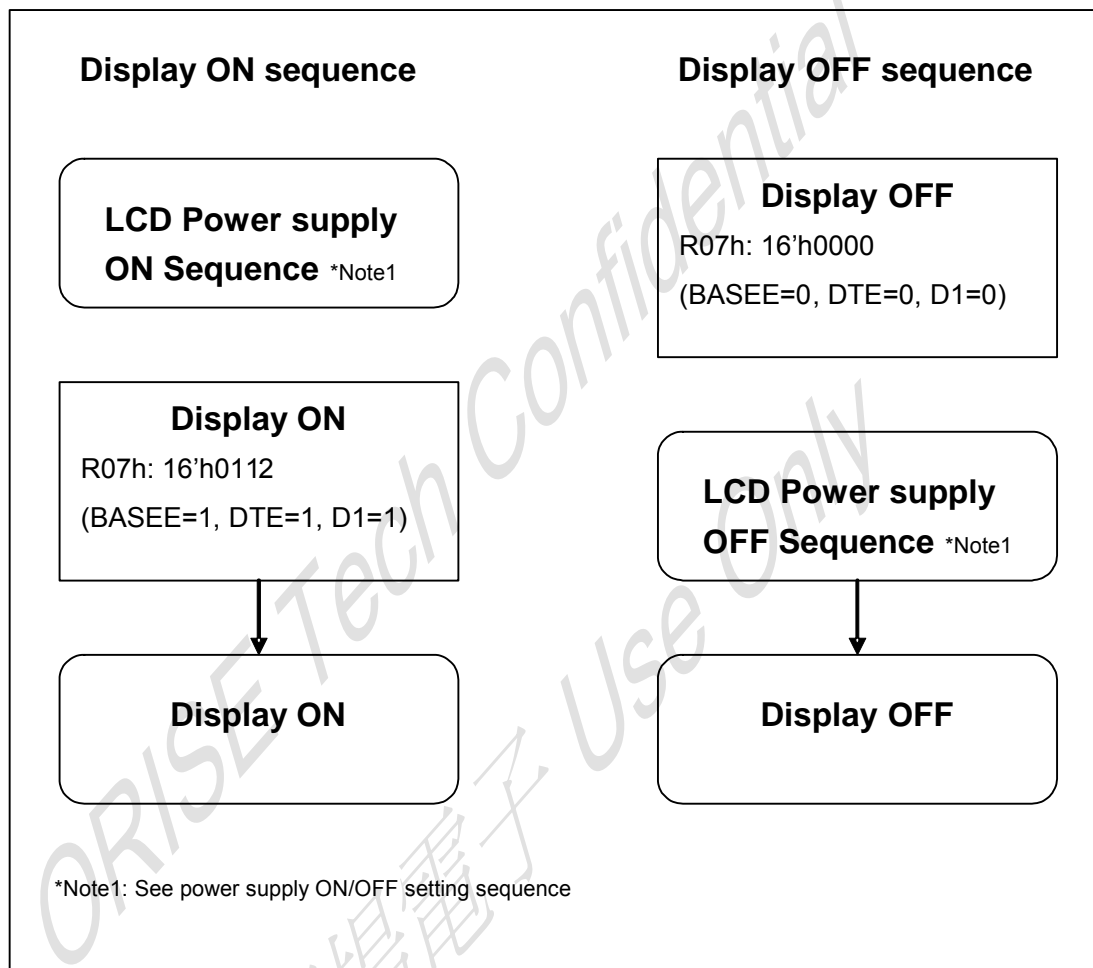 Display ON sequence
LCD Power supply
ON Sequence *Note1
Display ON
R07h: 16'h0112
(BASEE=1, DTE=1, D1=1)
Display ON
Display OFF sequence
Display OFF
R07h: 16'h0000
(BASEE=0, DTE=0, D1=0)
LCD Power supply
OFF Sequence *Note1
Display OFF
*Note1: See power supply ON/OFF setting sequence
ORISE Tech Confidential
揚電子 Use Only